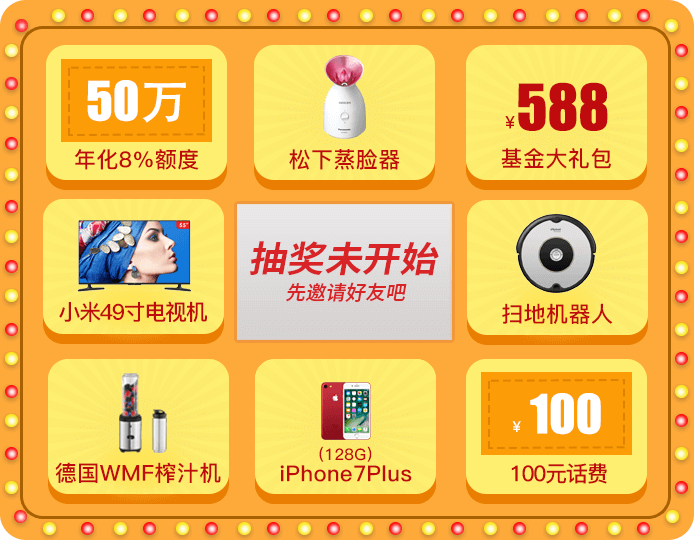 50万
年化8%额度
松下蒸脸器
¥588
基金大礼包
55"
小米49寸电视机
抽奖未开始
先邀请好友吧
扫地机器人
德国WMF榨汁机
(128G)
iPhone7Plus
¥100
100元话费